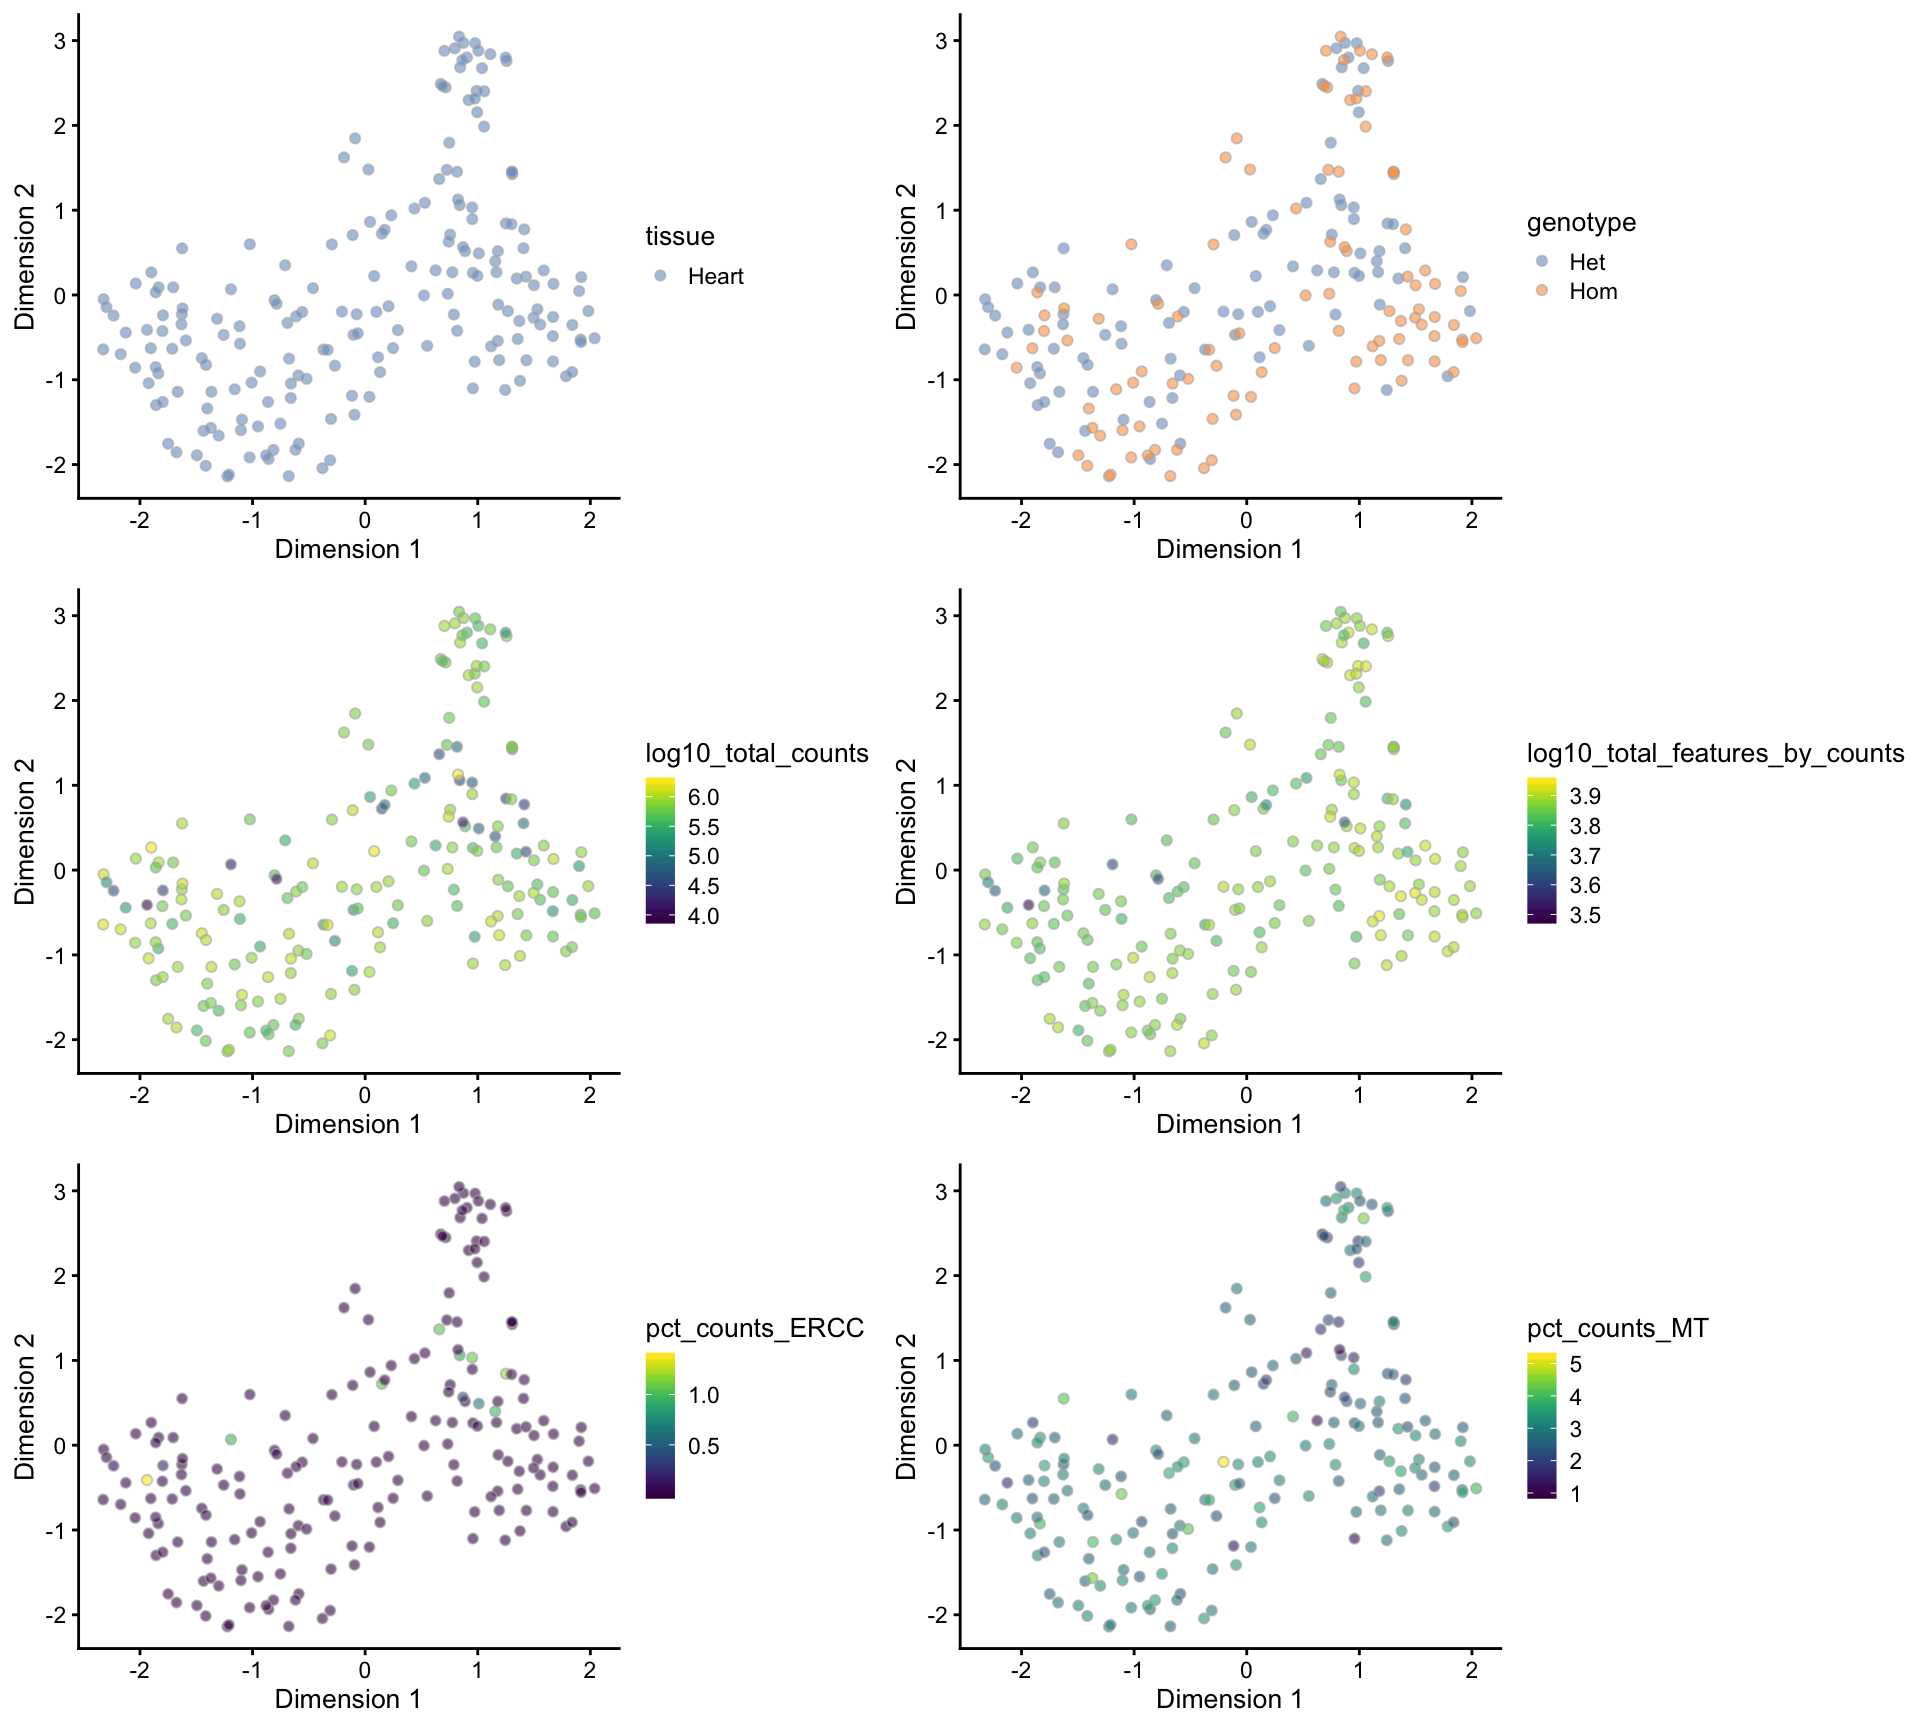 3
2
1
0
-1
-2
Dimension 2
-2 -1 0 1 2
Dimension 1
tissue
Heart
3
2
1
0
-1
-2
Dimension 2
-2 -1 0 1 2
Dimension 1
genotype
Het
Hom
3
2
1
0
-1
-2
Dimension 2
-2 -1 0 1 2
Dimension 1
log10_total_counts
6.0
5.5
5.0
4.5
4.0
3
2
1
0
-1
-2
Dimension 2
-2 -1 0 1 2
Dimension 1
log10_total_features_by_counts
3.9
3.8
3.7
3.6
3.5
3
2
1
0
-1
-2
Dimension 2
-2 -1 0 1 2
Dimension 1
pct_counts_ERCC
1.0
0.5
3
2
1
0
-1
-2
Dimension 2
-2 -1 0 1 2
Dimension 1
pct_counts_MT
5
4
3
2
1